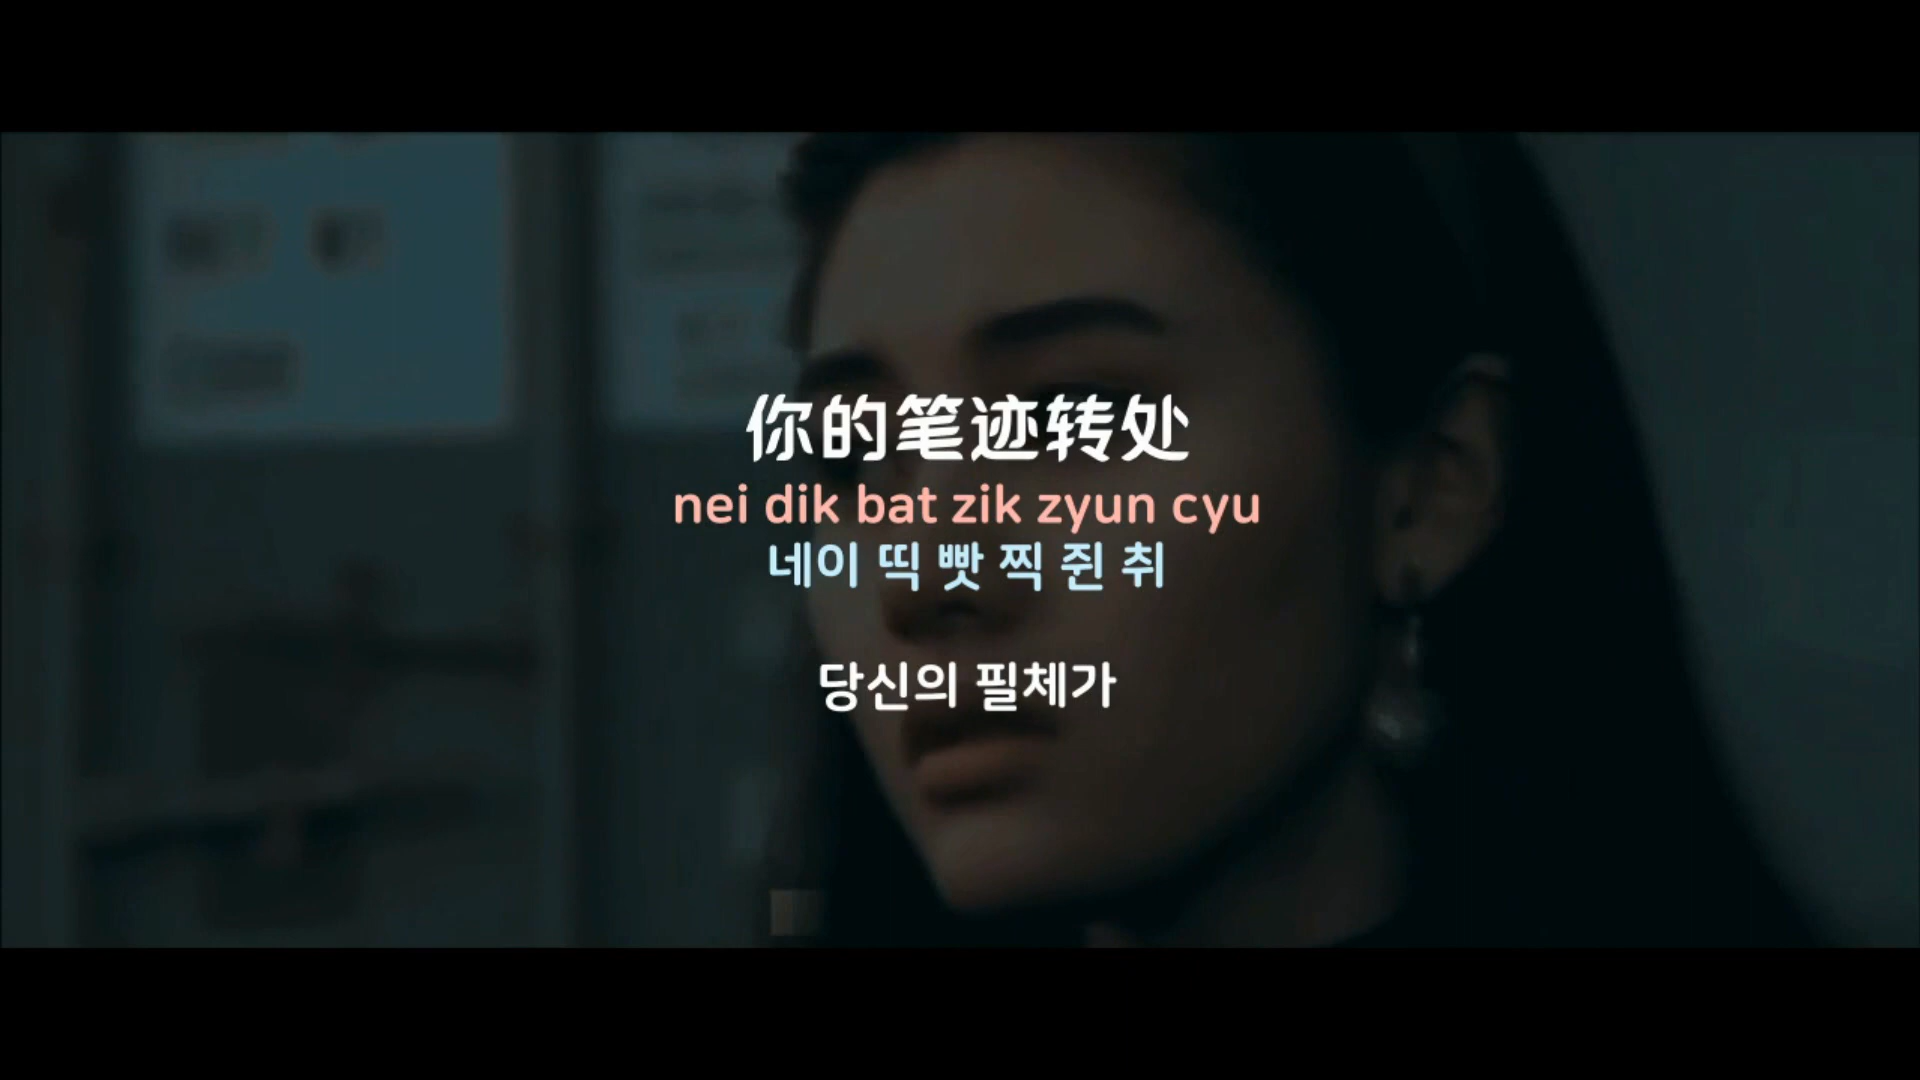 你的笔迹转处
nei dik bat zik zyun cyu
네이 띡 빳 찍 쥔 취
당신의 필체가